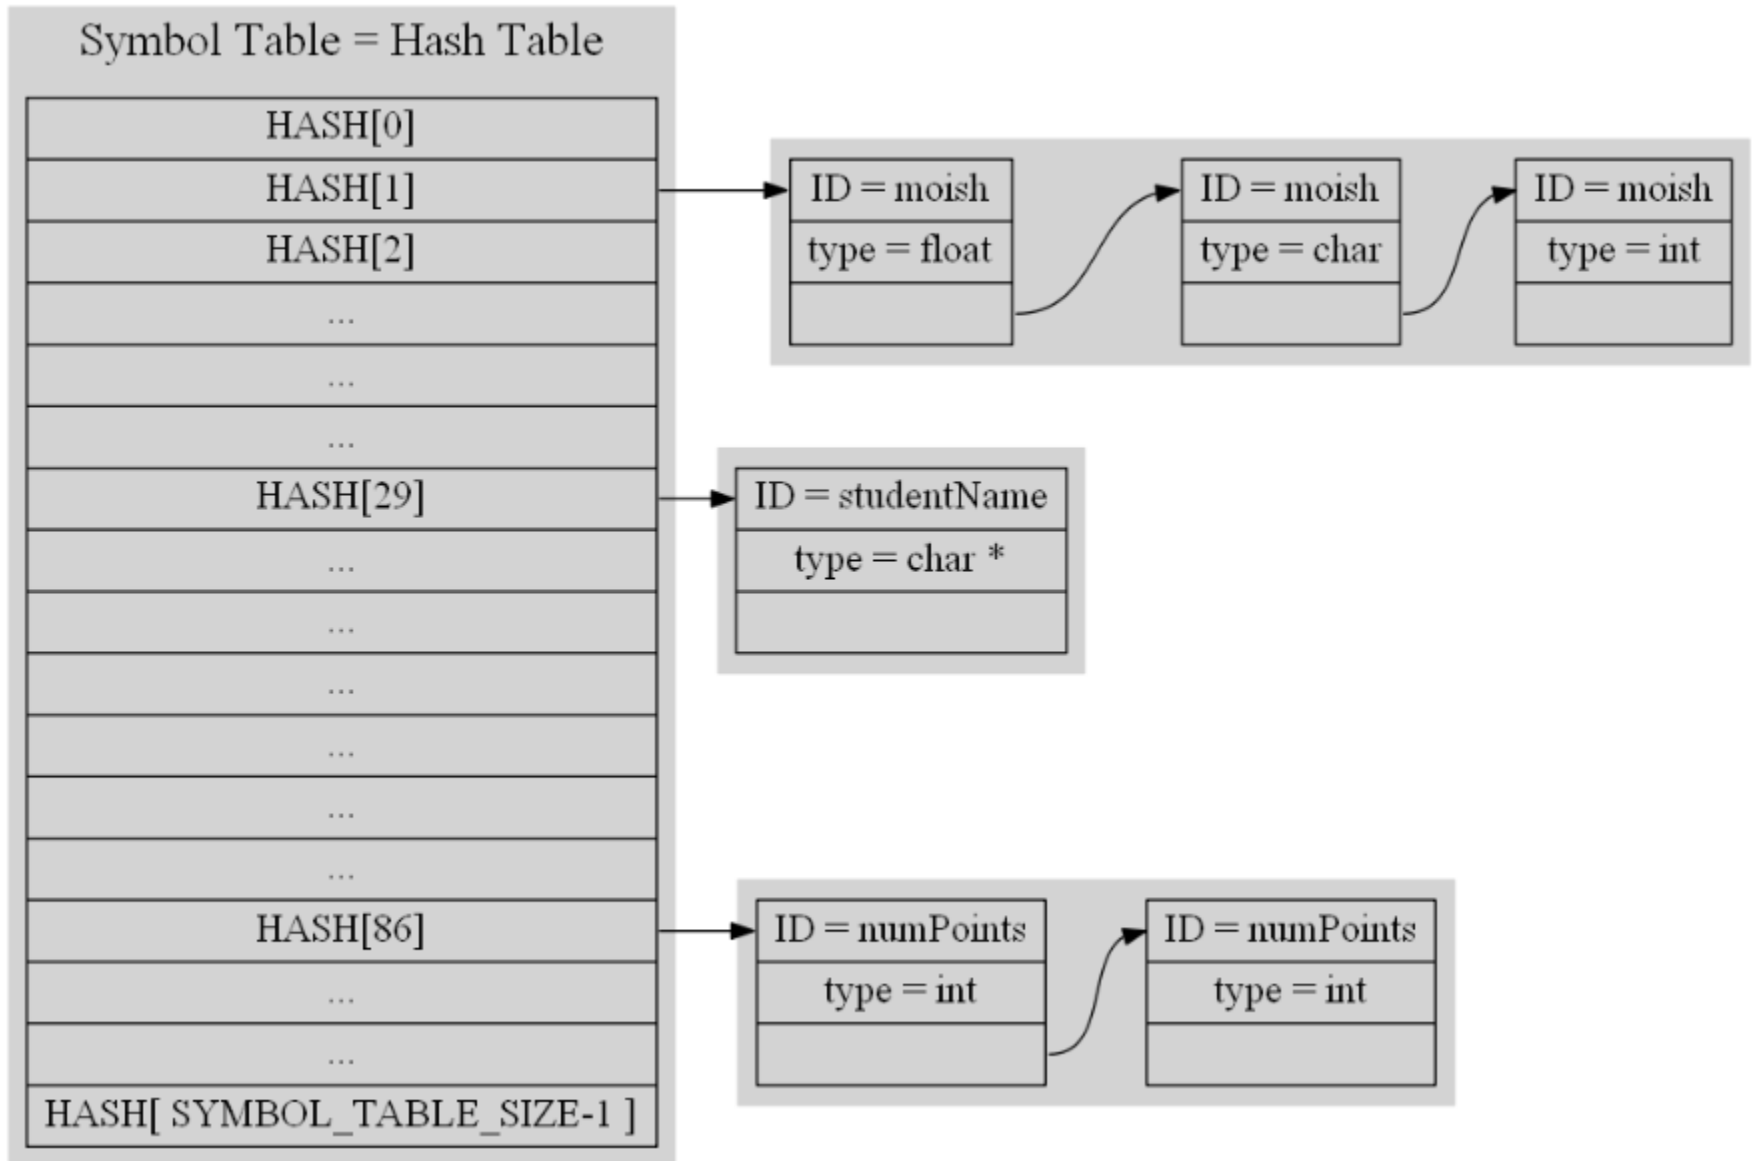 Symbol Table = Hash Table
HASH[0]
HASH[1]
HASH[2]
...
...
...
HASH[29]
...
...
...
...
...
...
HASH[86]
...
...
HASH[ SYMBOL_TABLE_SIZE-1 ]
ID = moish
type = float
ID = moish
type = char
ID = moish
type = int
ID = studentName
type = char *
ID = numPoints
type = int
ID = numPoints
type = int